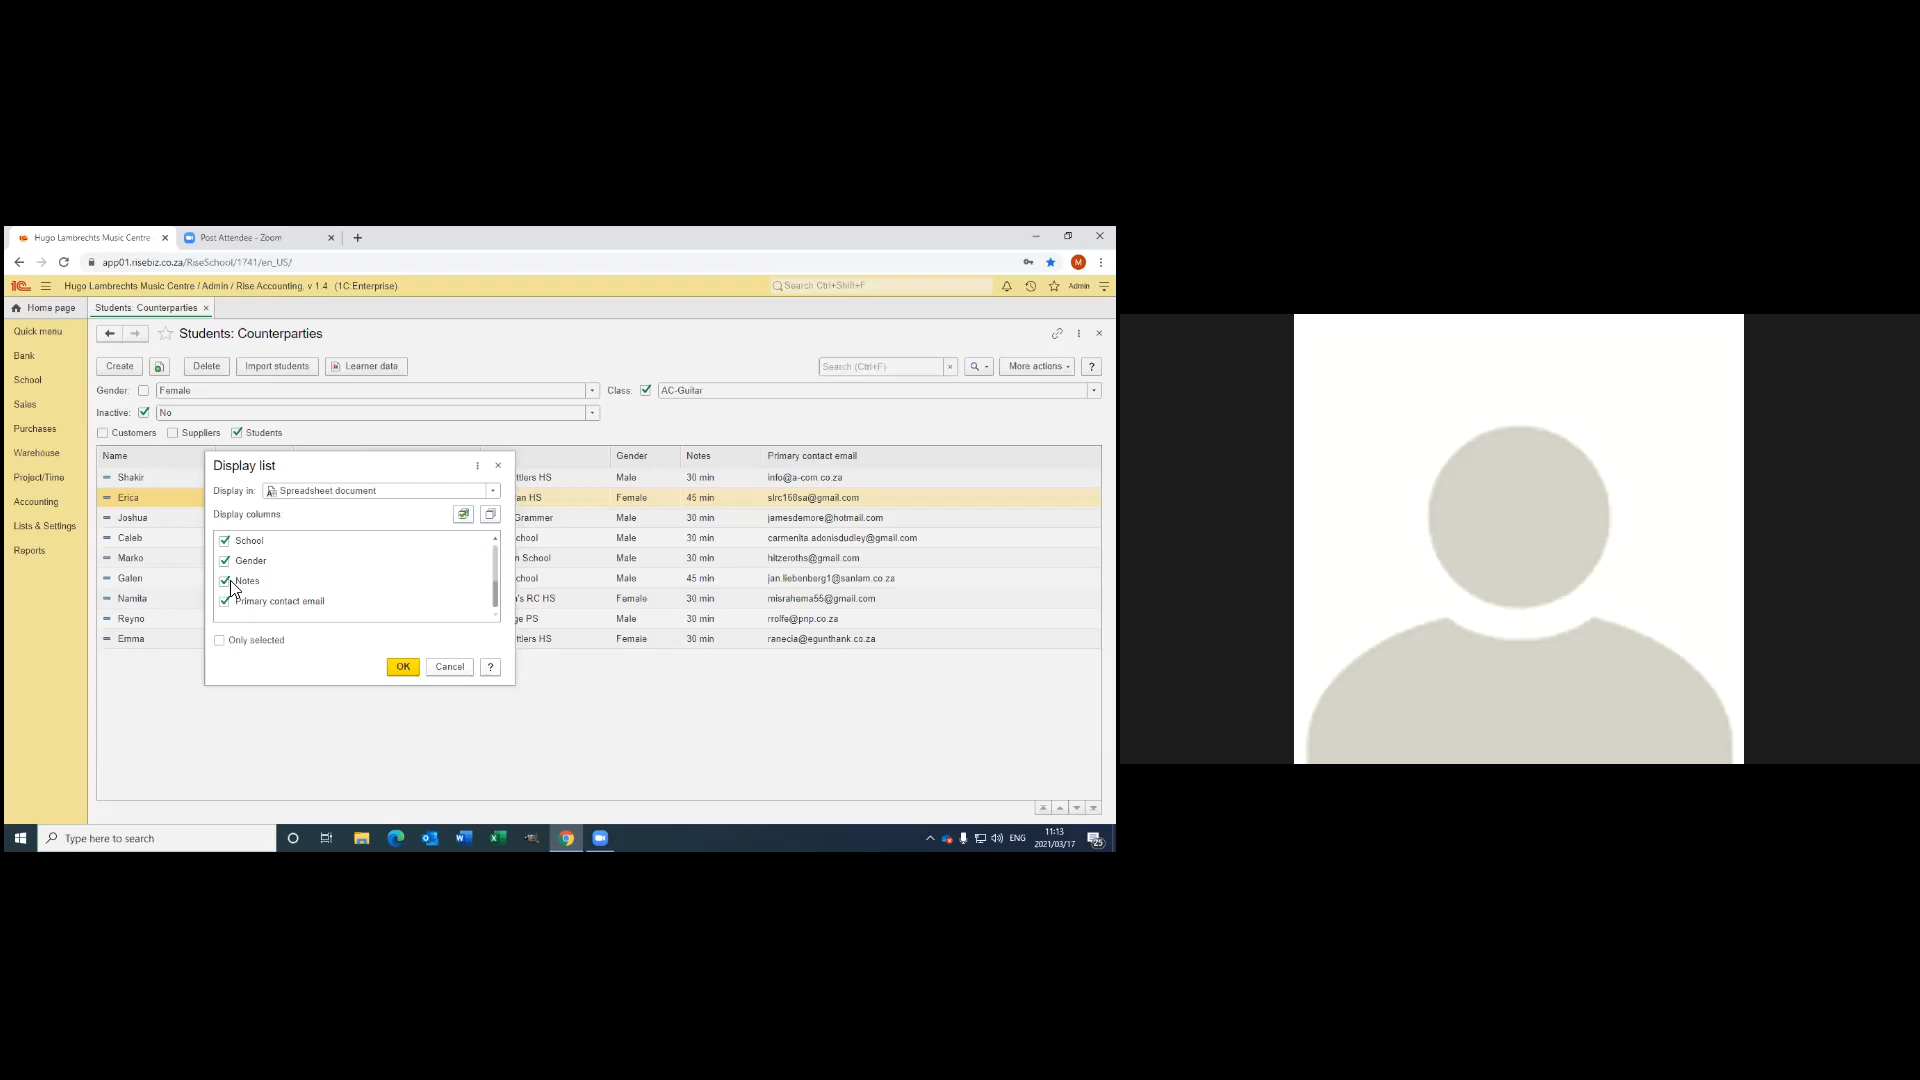 Hugo Lambrechts Music Centre
Post Attendee - Zoom
app01.risebiz.co.za/RiseSchool/1741/en_US/
M
Hugo Lambrechts Music Centre / Admin / Rise Accounting, v 1.4 (1C:Enterprise)
Search Ctrl+Shift+F
Admin
Home page
Students: Counterparties
Quick menu
Bank
School
Sales
Purchases
Warehouse
Project/Time
Accounting
Lists & Settings
Reports
Students: Counterparties
Create
Delete
Import students
Learner data
Search (Ctrl+F)
More actions
?
Gender: Female
Class: AC-Guitar
Inactive: No
Customers Suppliers Students
Name Gender Notes Primary contact email
Shakir ttlers HS Male 30 min info@a-com.co.za
Erica an HS Female 45 min slrc168sa@gmail.com
Joshua Grammer Male 30 min jamesdemore@hotmail.com
Caleb chool Male 30 min carmenita.adonisdudley@gmail.com
Marko n School Male 30 min hitzeroths@gmail.com
Galen chool Male 45 min jan.liebenberg1@sanlam.co.za
Namita a's RC HS Female 30 min misrahema55@gmail.com
Reyno ge PS Male 30 min rrolfe@pnp.co.za
Emma ttlers HS Female 30 min ranecia@egunthank.co.za
Display list
Display in: Spreadsheet document
Display columns:
School
Gender
Notes
Primary contact email
Only selected
OK
Cancel
?
Type here to search
ENG
11:13
2021/03/17
25